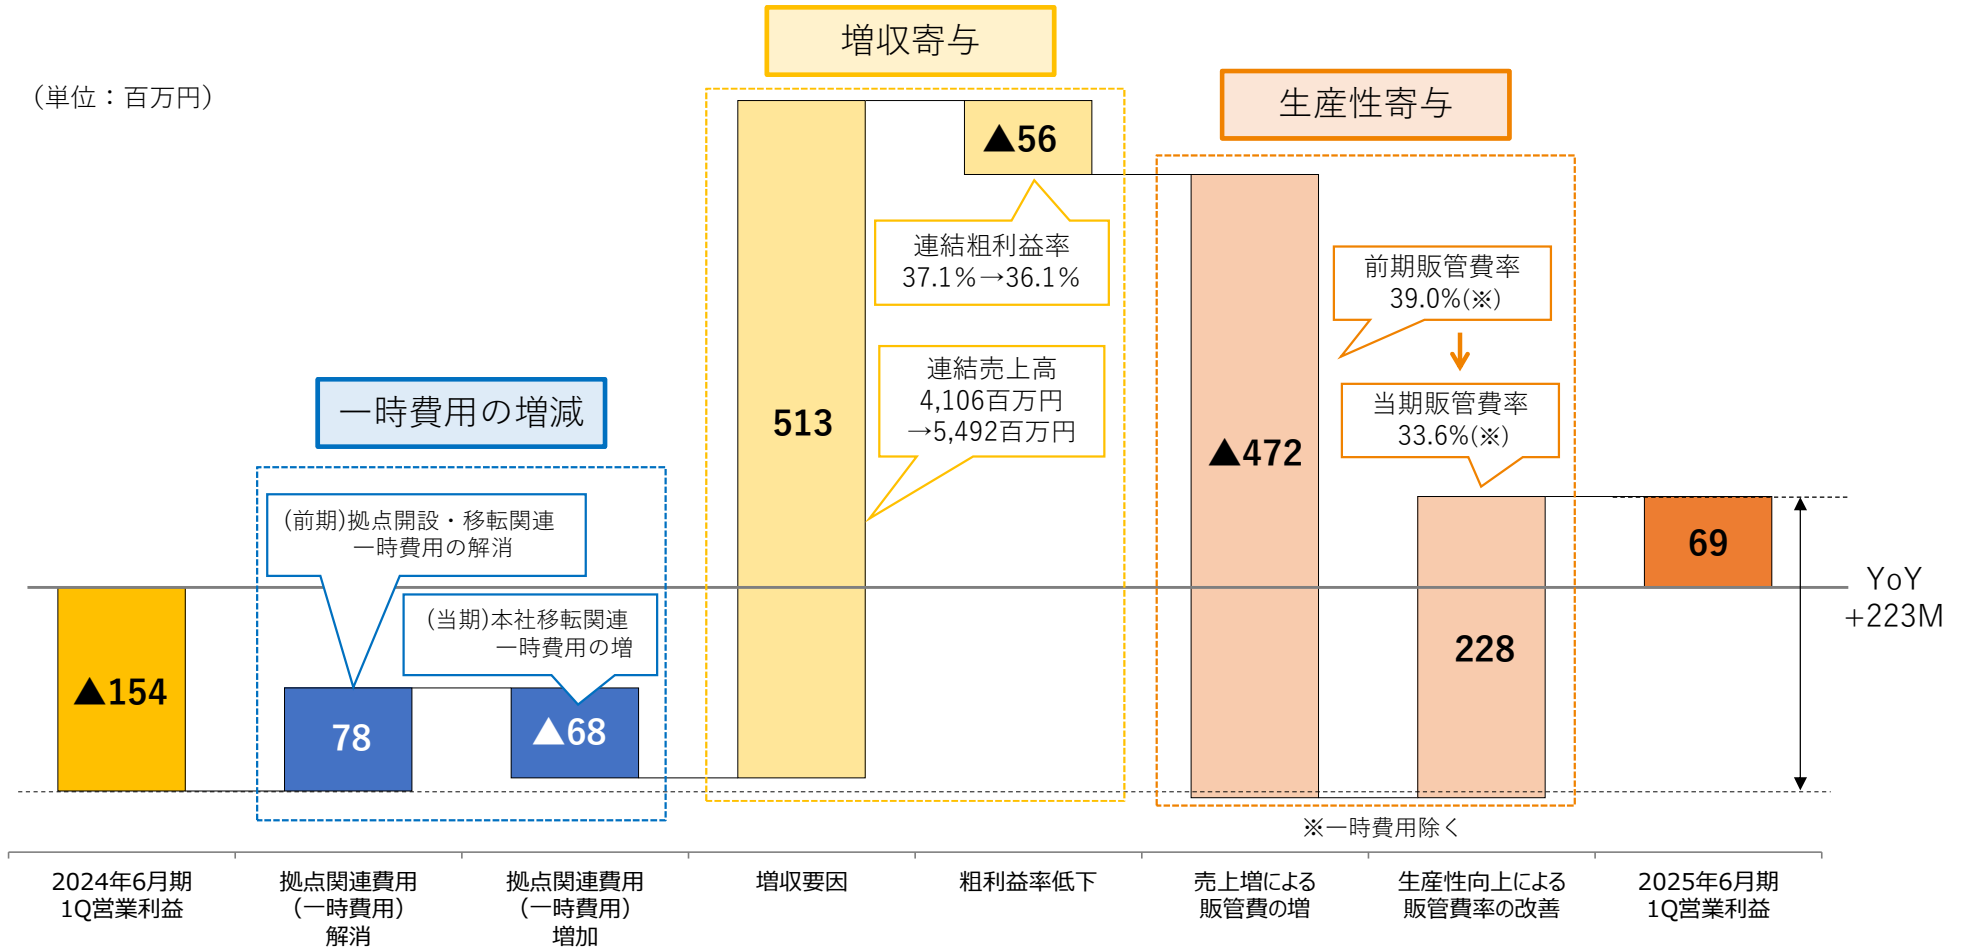 （単位：百万円）
増収寄与
生産性寄与
一時費用の増減
▲56
連結粗利益率
37.1%→36.1%
前期販管費率
39.0%(※)
連結売上高
4,106百万円
→5,492百万円
当期販管費率
33.6%(※)
513
▲472
(前期)拠点開設・移転関連
一時費用の解消
(当期)本社移転関連
一時費用の増
69
YoY
+223M
▲154
78
▲68
228
※一時費用除く
2024年6月期
1Q営業利益
拠点関連費用
（一時費用）
解消
拠点関連費用
（一時費用）
増加
増収要因
粗利益率低下
売上増による
販管費の増
生産性向上による
販管費率の改善
2025年6月期
1Q営業利益